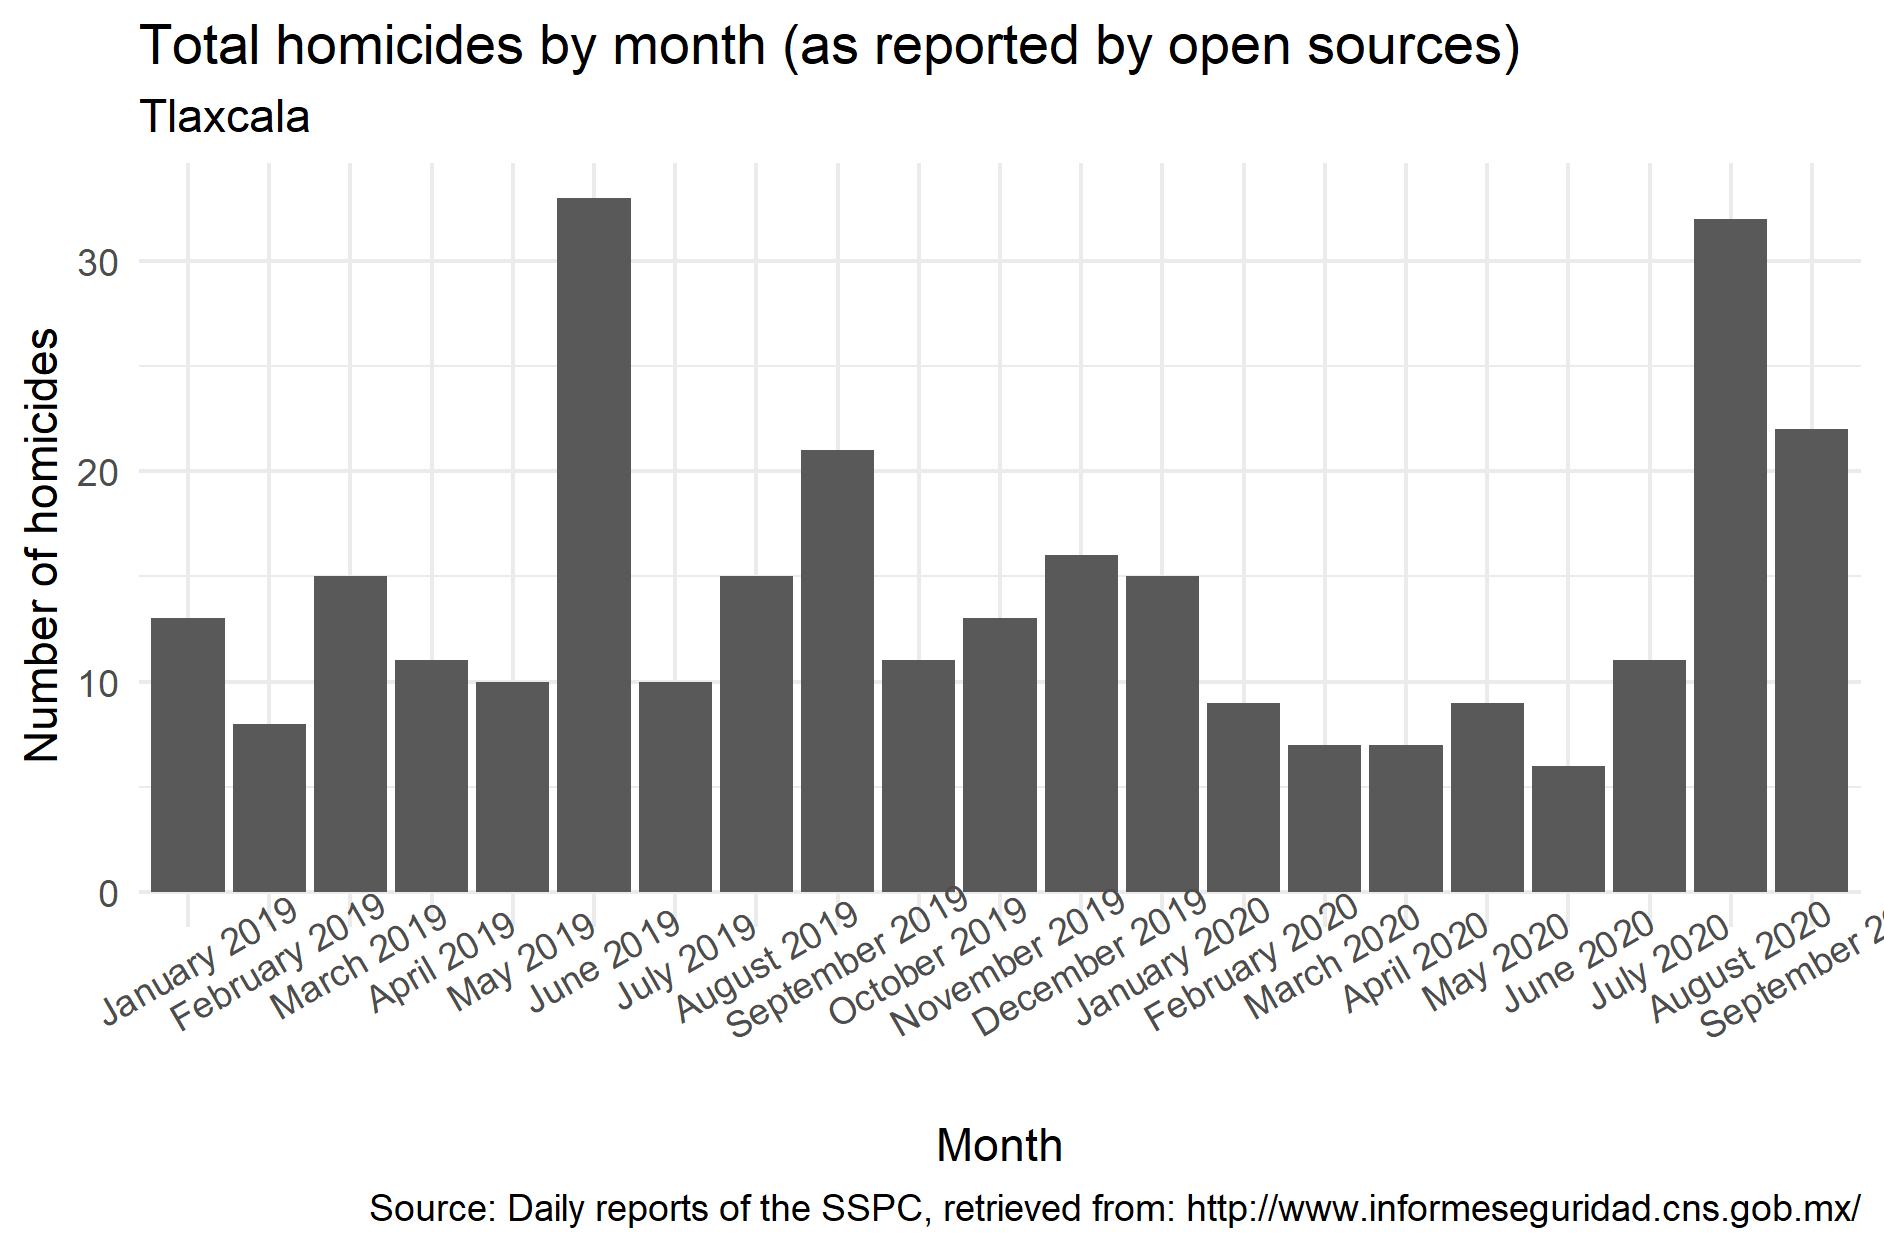 Total homicides by month (as reported by open sources)
Tlaxcala
Number of homicides
30
20
10
0
January 2019
February 2019
March 2019
April 2019
May 2019
June 2019
July 2019
August 2019
September 2019
October 2019
November 2019
December 2019
January 2020
February 2020
March 2020
April 2020
May 2020
June 2020
July 2020
August 2020
September
Month
Source: Daily reports of the SSPC, retrieved from: http://www.informeseguridad.cns.gob.mx/